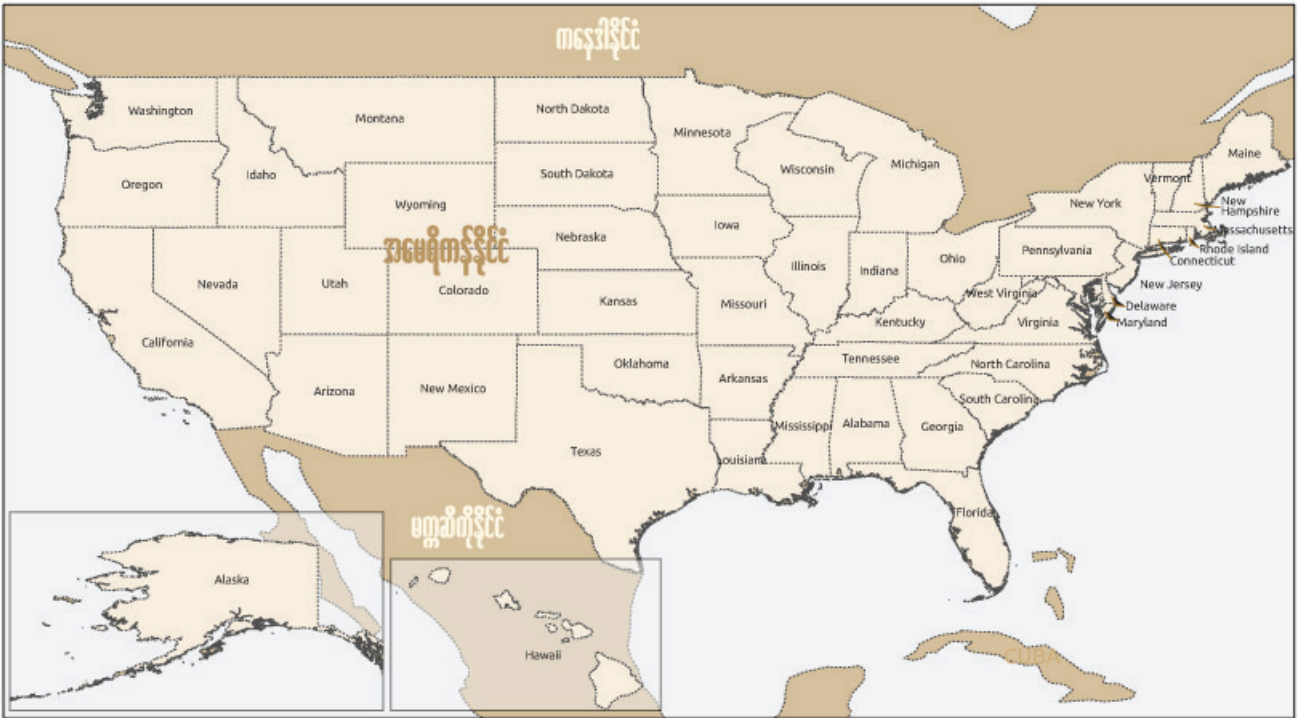 ကနေဒါနိုင်ငံ
Washington
Montana
North Dakota
Minnesota
Maine
Oregon
Idaho
South Dakota
Wisconsin
Michigan
Vermont
Wyoming
New York
New
Hampshire
Iowa
Nebraska
Massachusetts
အမေရိကန်နိုင်ငံ
Pennsylvania
Rhode Island
Connecticut
Nevada
Utah
Colorado
Illinois
Indiana
Ohio
New Jersey
Kansas
Missouri
West Virginia
Delaware
Kentucky
Virginia
Maryland
California
Oklahoma
Arkansas
Tennessee
North Carolina
Arizona
New Mexico
South Carolina
Texas
Mississippi
Alabama
Georgia
Louisiana
Florida
မက္ကဆီကိုနိုင်ငံ
Alaska
Hawaii
CUBA